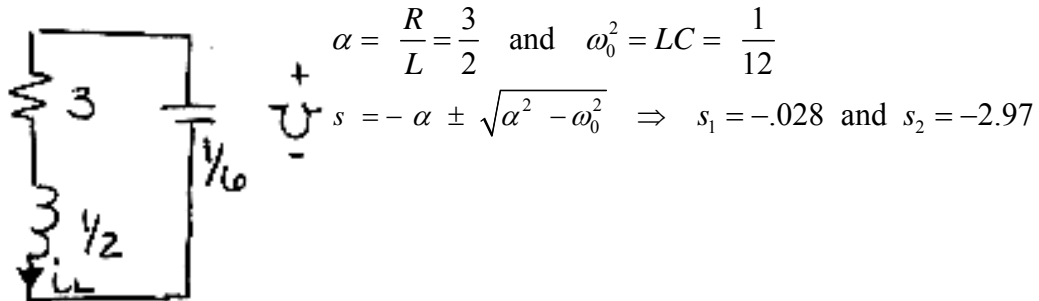 α = R/L = 3/2 and ω₀² = LC = 1/12
s = − α ± √(α² − ω₀²) ⇒ s₁ = −.028 and s₂ = −2.97
3
+
υ
−
1/6
1/2
iL